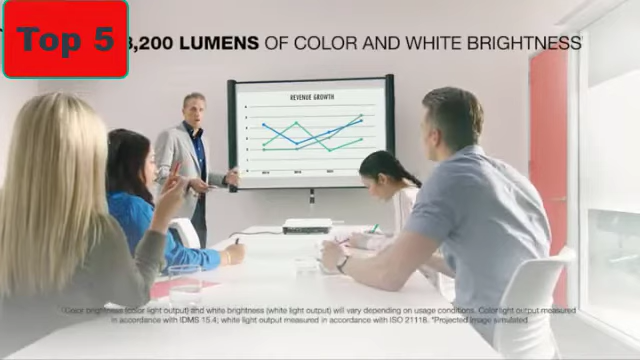 Top 5
3,200 LUMENS OF COLOR AND WHITE BRIGHTNESS
REVENUE GROWTH
Color brightness (color light output) and white brightness (white light output) will vary depending on usage conditions. Color light output measured
in accordance with IDMS 15.4; white light output measured in accordance with ISO 21118. *Projected image simulated.